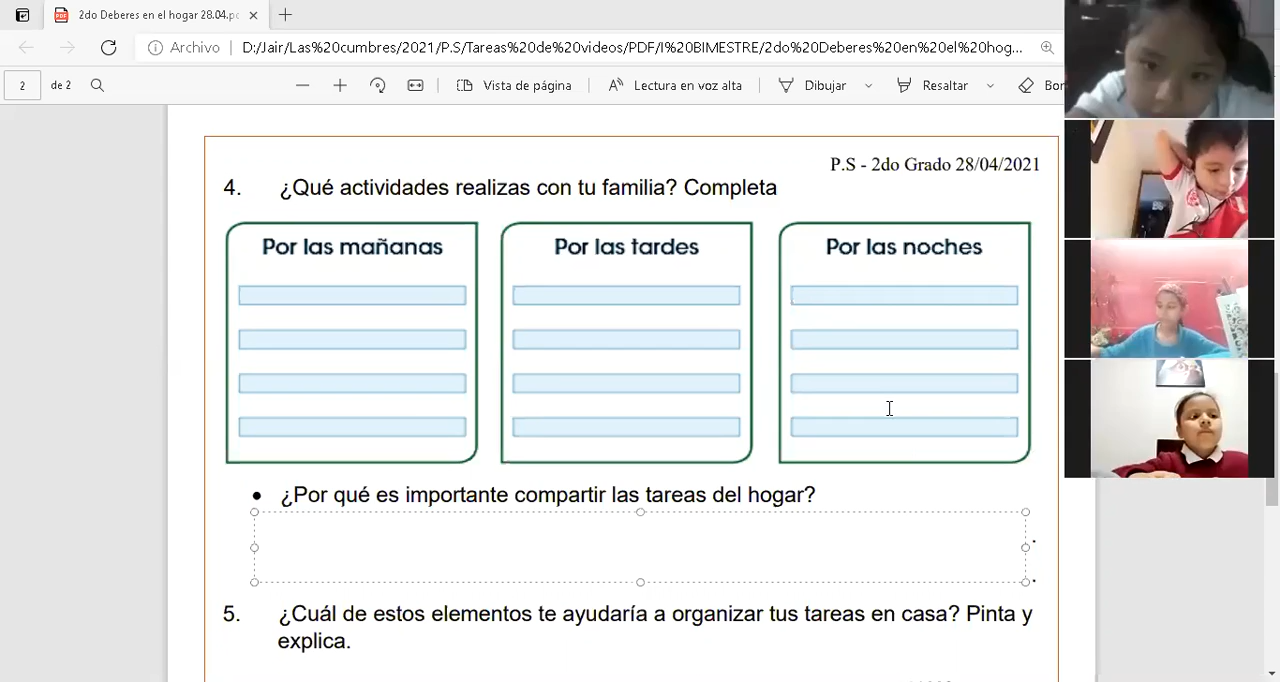 2do Deberes en el hogar 28.04.pd
Archivo
D:/Jair/Las%20cumbres/2021/P.S/Tareas%20de%20videos/PDF/I%20BIMESTRE/2do%20Deberes%20en%20el%20hog...
2
de 2
Vista de página
Lectura en voz alta
Dibujar
Resaltar
Bor
P.S - 2do Grado 28/04/2021
4. ¿Qué actividades realizas con tu familia? Completa
Por las mañanas
Por las tardes
Por las noches
• ¿Por qué es importante compartir las tareas del hogar?
5. ¿Cuál de estos elementos te ayudaría a organizar tus tareas en casa? Pinta y
explica.